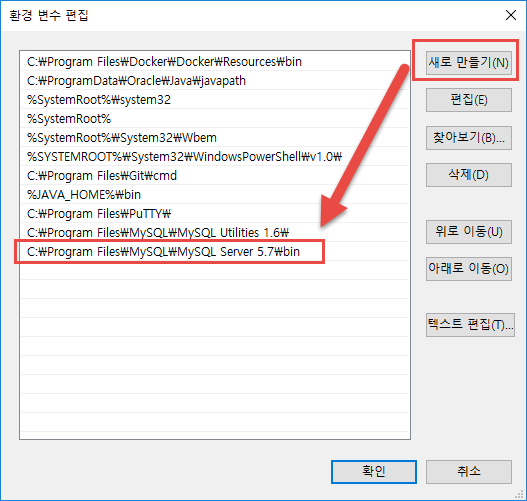 환경 변수 편집
C:₩Program Files₩Docker₩Docker₩Resources₩bin
C:₩ProgramData₩Oracle₩Java₩javapath
%SystemRoot%₩system32
%SystemRoot%
%SystemRoot%₩System32₩Wbem
%SYSTEMROOT%₩System32₩WindowsPowerShell₩v1.0₩
C:₩Program Files₩Git₩cmd
%JAVA_HOME%₩bin
C:₩Program Files₩PuTTY₩
C:₩Program Files₩MySQL₩MySQL Utilities 1.6₩
C:₩Program Files₩MySQL₩MySQL Server 5.7₩bin
새로 만들기(N)
편집(E)
찾아보기(B)...
삭제(D)
위로 이동(U)
아래로 이동(O)
텍스트 편집(T)...
확인
취소